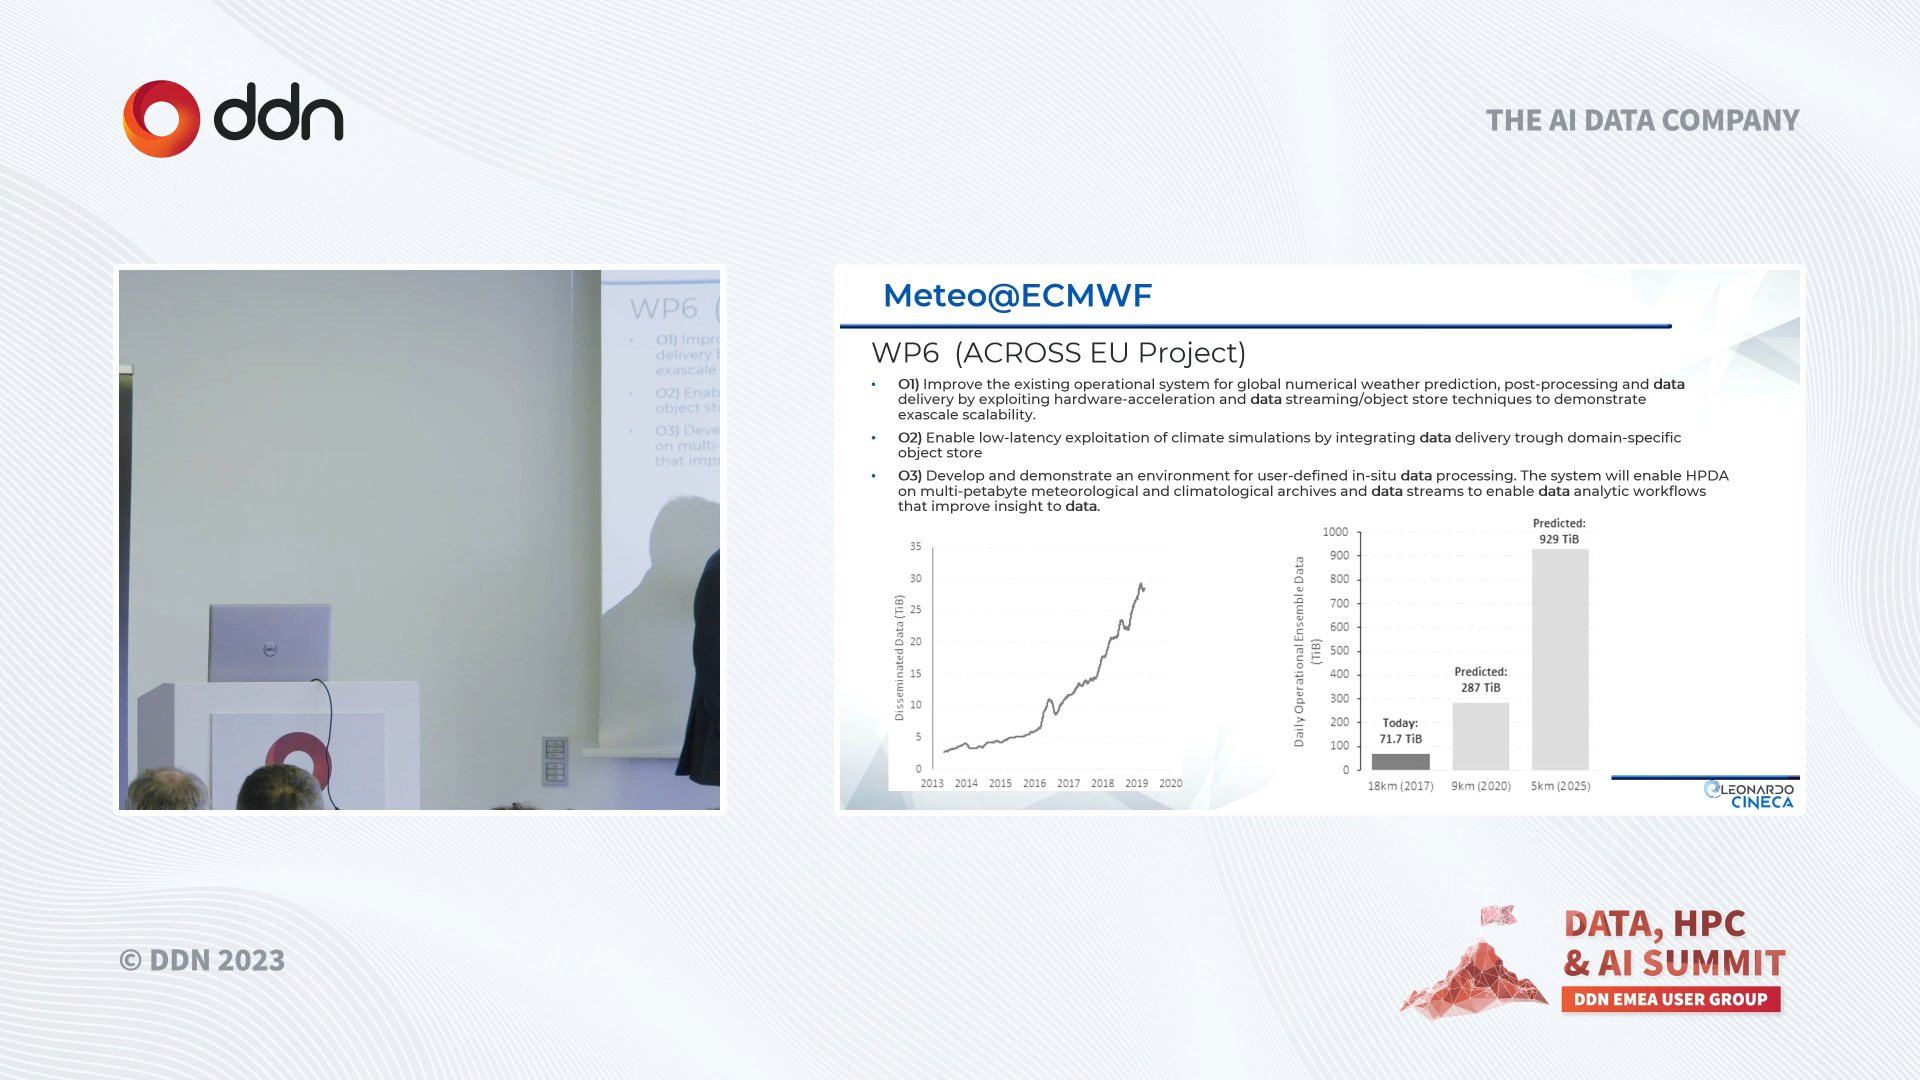 ddn
THE AI DATA COMPANY
WP6 (
O1) Impro
delivery b
exascale
O2) Enab
object sto
O3) Deve
on multi-
that impr
DELL
Meteo@ECMWF
WP6 (ACROSS EU Project)
• O1) Improve the existing operational system for global numerical weather prediction, post-processing and data
delivery by exploiting hardware-acceleration and data streaming/object store techniques to demonstrate
exascale scalability.
• O2) Enable low-latency exploitation of climate simulations by integrating data delivery trough domain-specific
object store
• O3) Develop and demonstrate an environment for user-defined in-situ data processing. The system will enable HPDA
on multi-petabyte meteorological and climatological archives and data streams to enable data analytic workflows
that improve insight to data.
Disseminated Data (TiB)
35
30
25
20
15
10
5
0
2013 2014 2015 2016 2017 2018 2019 2020
Daily Operational Ensemble Data
(TiB)
1000
900
800
700
600
500
400
300
200
100
0
Today:
71.7 TiB
Predicted:
287 TiB
Predicted:
929 TiB
18km (2017) 9km (2020) 5km (2025)
LEONARDO
CINECA
© DDN 2023
DATA, HPC
& AI SUMMIT
DDN EMEA USER GROUP